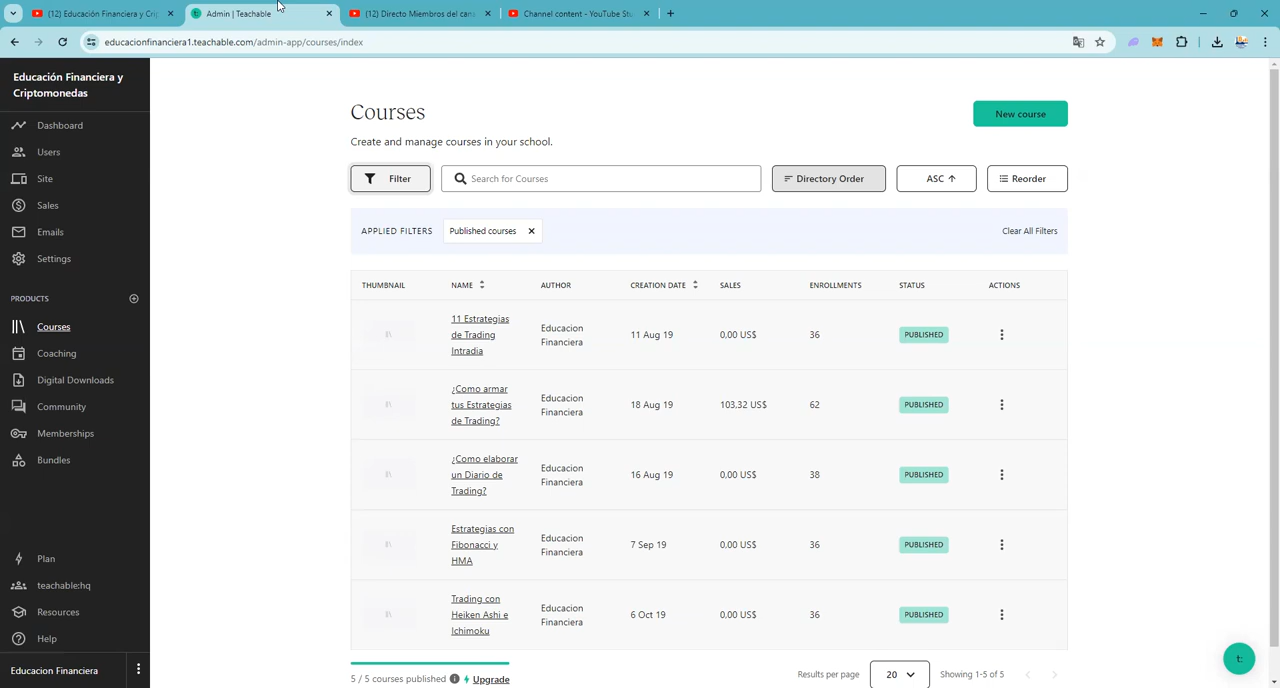 (12) Educación Financiera y Crip
Admin | Teachable
(12) Directo Miembros del cana
Channel content - YouTube Stu
educacionfinanciera1.teachable.com/admin-app/courses/index
Educación Financiera y
Criptomonedas
Dashboard
Users
Site
Sales
Emails
Settings
PRODUCTS
Courses
Coaching
Digital Downloads
Community
Memberships
Bundles
Plan
teachable:hq
Resources
Help
Educacion Financiera
Courses
New course
Create and manage courses in your school.
Filter
Search for Courses
Directory Order
ASC
Reorder
APPLIED FILTERS
Published courses
Clear All Filters
THUMBNAIL NAME AUTHOR CREATION DATE SALES ENROLLMENTS STATUS ACTIONS
11 Estrategias
de Trading
Intradia
Educacion
Financiera
11 Aug 19
0,00 US$
36
PUBLISHED
¿Como armar
tus Estrategias
de Trading?
Educacion
Financiera
18 Aug 19
103,32 US$
62
PUBLISHED
¿Como elaborar
un Diario de
Trading?
Educacion
Financiera
16 Aug 19
0,00 US$
38
PUBLISHED
Estrategias con
Fibonacci y
HMA
Educacion
Financiera
7 Sep 19
0,00 US$
36
PUBLISHED
Trading con
Heiken Ashi e
Ichimoku
Educacion
Financiera
6 Oct 19
0,00 US$
36
PUBLISHED
5 / 5 courses published
Upgrade
Results per page
20
Showing 1-5 of 5
t: